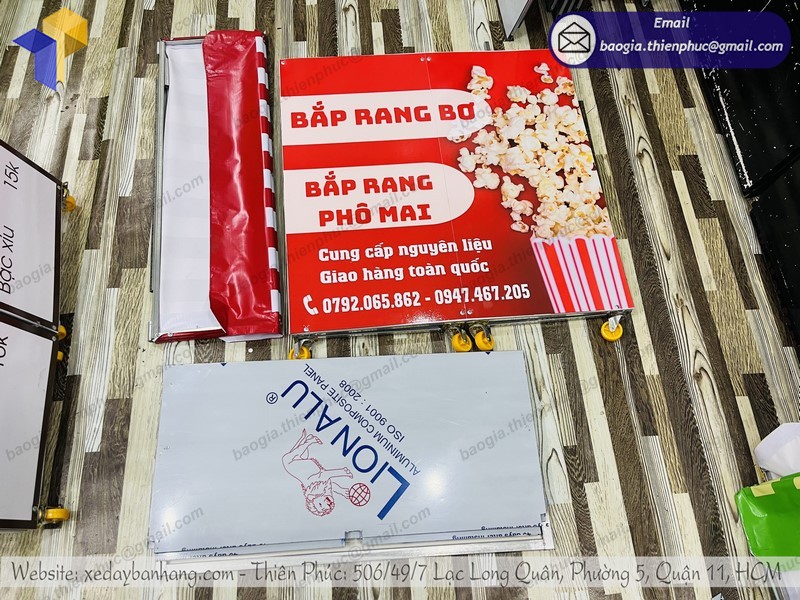 Email
baogia.thienphuc@gmail.com
BẮP RANG BƠ
BẮP RANG
PHÔ MAI
Cung cấp nguyên liệu
Giao hàng toàn quốc
0792.065.862 - 0947.467.205
15k
Bạc xỉu
LIONALU®
ALUMINIUM COMPOSITE PANEL
ISO 9001 : 2008
Website: xedaybanhang.com - Thiên Phúc: 506/49/7 Lạc Long Quân, Phường 5, Quận 11, HCM